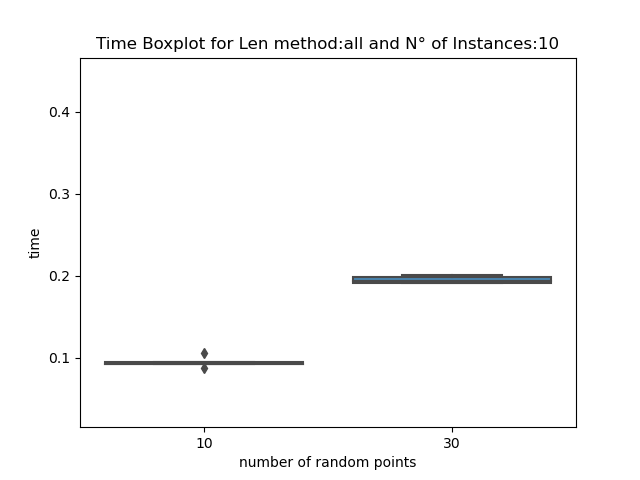 Time Boxplot for Len method:all and N° of Instances:10
0.4
0.3
0.2
0.1
time
10 30
number of random points